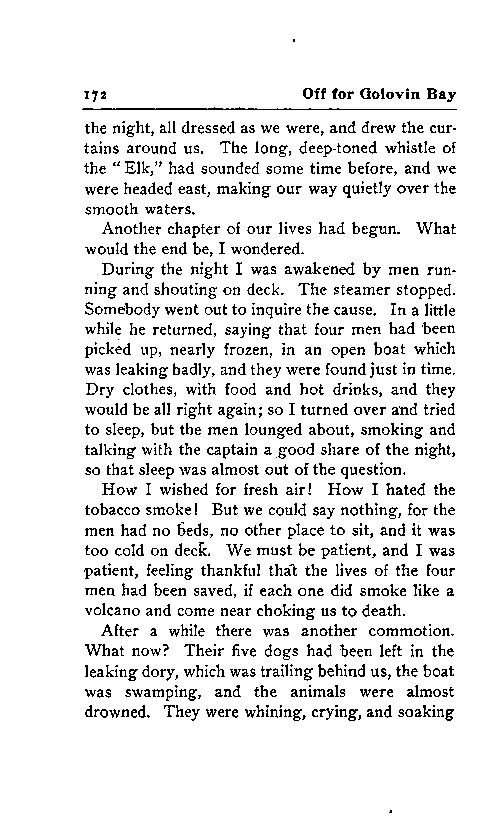 172 Off for Golovin Bay
the night, all dressed as we were, and drew the cur-
tains around us. The long, deep-toned whistle of
the "Elk," had sounded some time before, and we
were headed east, making our way quietly over the
smooth waters.
Another chapter of our lives had begun. What
would the end be, I wondered.
During the night I was awakened by men run-
ning and shouting on deck. The steamer stopped.
Somebody went out to inquire the cause. In a little
while he returned, saying that four men had been
picked up, nearly frozen, in an open boat which
was leaking badly, and they were found just in time.
Dry clothes, with food and hot drinks, and they
would be all right again; so I turned over and tried
to sleep, but the men lounged about, smoking and
talking with the captain a good share of the night,
so that sleep was almost out of the question.
How I wished for fresh air! How I hated the
tobacco smoke! But we could say nothing, for the
men had no beds, no other place to sit, and it was
too cold on deck. We must be patient, and I was
patient, feeling thankful that the lives of the four
men had been saved, if each one did smoke like a
volcano and come near choking us to death.
After a while there was another commotion.
What now? Their five dogs had been left in the
leaking dory, which was trailing behind us, the boat
was swamping, and the animals were almost
drowned. They were whining, crying, and soaking